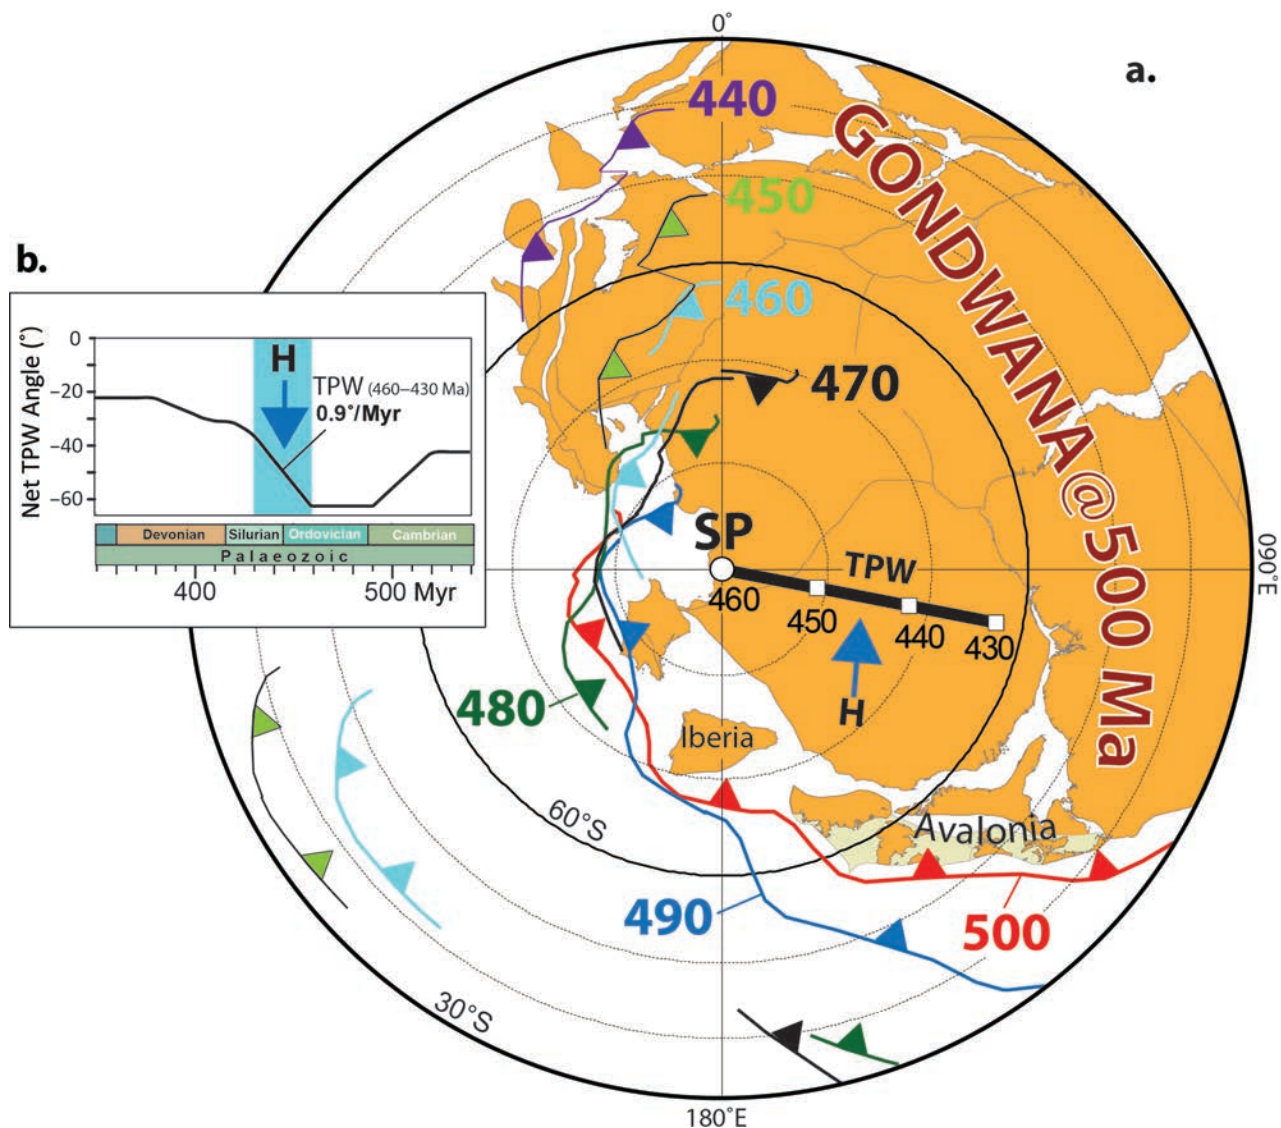 0°
a.
440
450
460
470
GONDWANA@500 Ma
090°E
SP
TPW
460
450
440
430
H
480
Iberia
Avalonia
60°S
490
500
30°S
180°E
b.
Net TPW Angle (°)
0
−20
−40
−60
H
TPW (460–430 Ma)
0.9°/Myr
Devonian Silurian Ordovician Cambrian
Palaeozoic
400 500 Myr